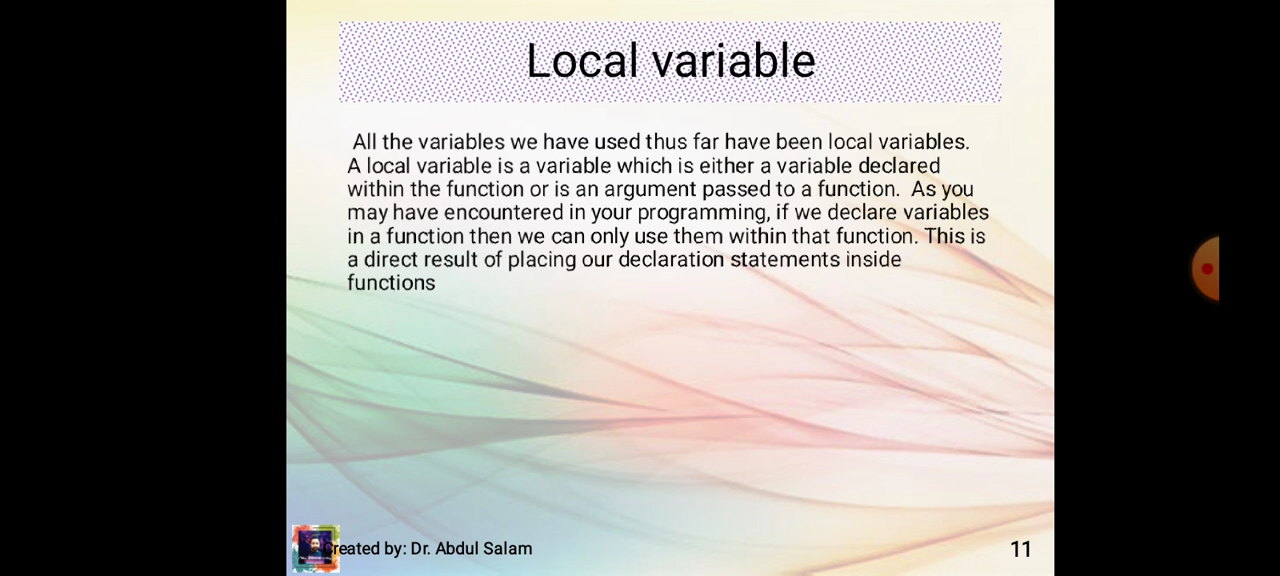 Local variable
All the variables we have used thus far have been local variables.
A local variable is a variable which is either a variable declared
within the function or is an argument passed to a function.  As you
may have encountered in your programming, if we declare variables
in a function then we can only use them within that function. This is
a direct result of placing our declaration statements inside
functions
Created by: Dr. Abdul Salam
11